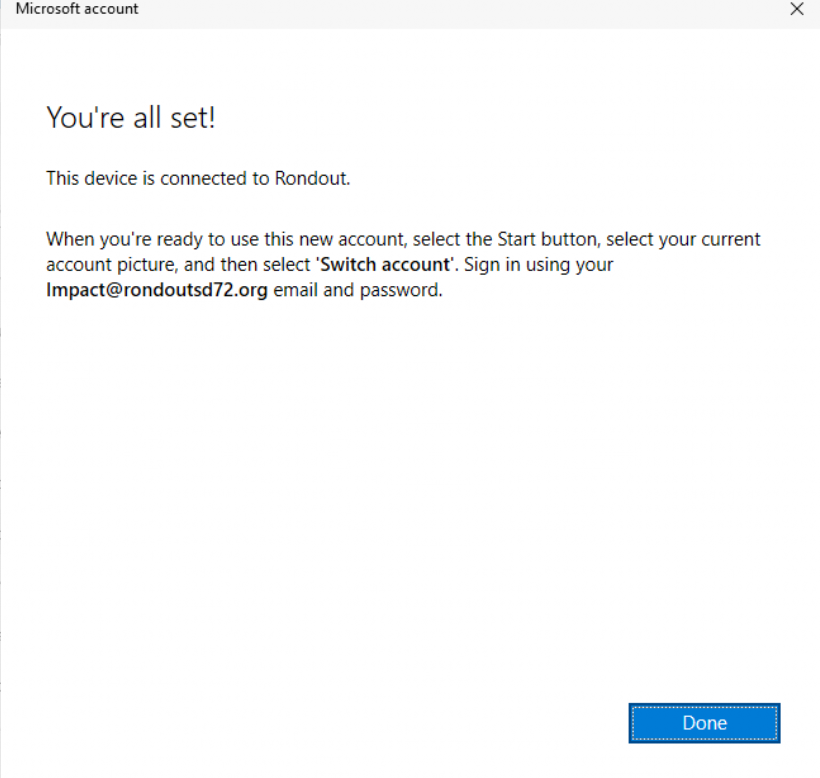 Microsoft account
You're all set!
This device is connected to Rondout.
When you're ready to use this new account, select the Start button, select your current
account picture, and then select 'Switch account'. Sign in using your
Impact@rondoutsd72.org email and password.
Done